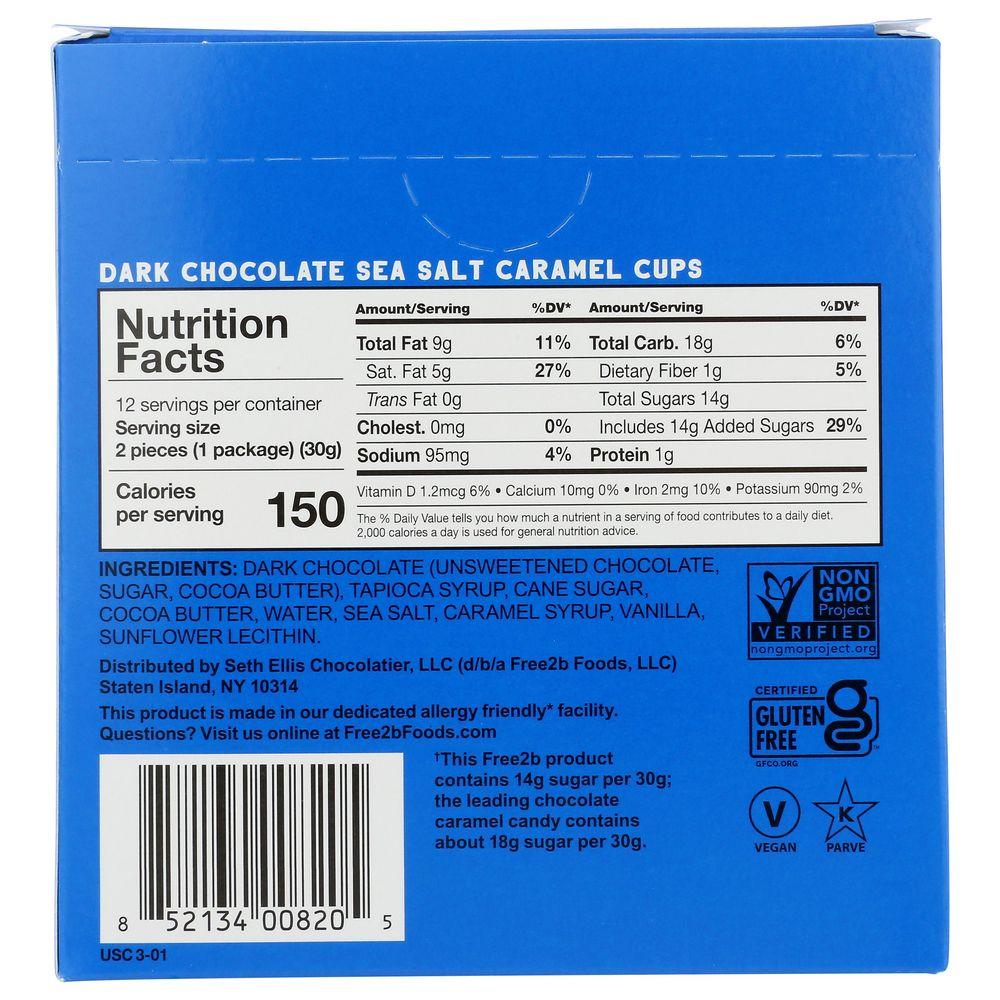 DARK CHOCOLATE SEA SALT CARAMEL CUPS
Nutrition
Facts
12 servings per container
Serving size
2 pieces (1 package) (30g)
Calories
per serving 150
Amount/Serving %DV*
Total Fat 9g 11%
Sat. Fat 5g 27%
Trans Fat 0g
Cholest. 0mg 0%
Sodium 95mg 4%
Amount/Serving %DV*
Total Carb. 18g 6%
Dietary Fiber 1g 5%
Total Sugars 14g
Includes 14g Added Sugars 29%
Protein 1g
Vitamin D 1.2mcg 6% • Calcium 10mg 0% • Iron 2mg 10% • Potassium 90mg 2%
The % Daily Value tells you how much a nutrient in a serving of food contributes to a daily diet.
2,000 calories a day is used for general nutrition advice.
INGREDIENTS: DARK CHOCOLATE (UNSWEETENED CHOCOLATE,
SUGAR, COCOA BUTTER), TAPIOCA SYRUP, CANE SUGAR,
COCOA BUTTER, WATER, SEA SALT, CARAMEL SYRUP, VANILLA,
SUNFLOWER LECITHIN.
Distributed by Seth Ellis Chocolatier, LLC (d/b/a Free2b Foods, LLC)
Staten Island, NY 10314
This product is made in our dedicated allergy friendly* facility.
Questions? Visit us online at Free2bFoods.com
NON
GMO
Project
VERIFIED
nongmoproject.org
CERTIFIED
GLUTEN
FREE
GFCO.ORG
TM
†This Free2b product
contains 14g sugar per 30g;
the leading chocolate
caramel candy contains
about 18g sugar per 30g.
V
VEGAN
K
PARVE
8 52134 00820 5
USC 3-01